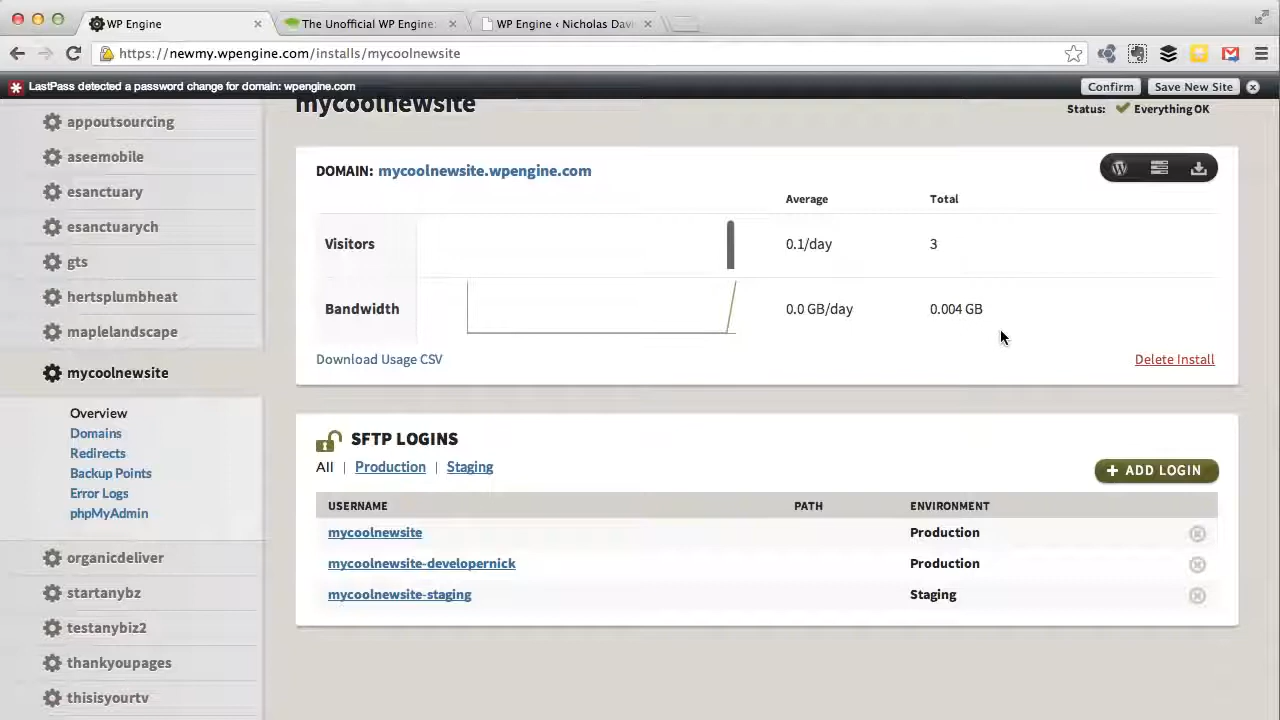 WP Engine
The Unofficial WP Engine:
WP Engine ‹ Nicholas Davi
https://newmy.wpengine.com/installs/mycoolnewsite
LastPass detected a password change for domain: wpengine.com
Confirm
Save New Site
mycoolnewsite
Status: Everything OK
appoutsourcing
aseemobile
esanctuary
esanctuarych
gts
hertsplumbheat
maplelandscape
mycoolnewsite
Overview
Domains
Redirects
Backup Points
Error Logs
phpMyAdmin
organicdeliver
startanybz
testanybiz2
thankyoupages
thisisyourtv
DOMAIN: mycoolnewsite.wpengine.com
Average Total
Visitors 0.1/day 3
Bandwidth 0.0 GB/day 0.004 GB
Download Usage CSV
Delete Install
SFTP LOGINS
All | Production | Staging
+ ADD LOGIN
USERNAME PATH ENVIRONMENT
mycoolnewsite Production
mycoolnewsite-developernick Production
mycoolnewsite-staging Staging